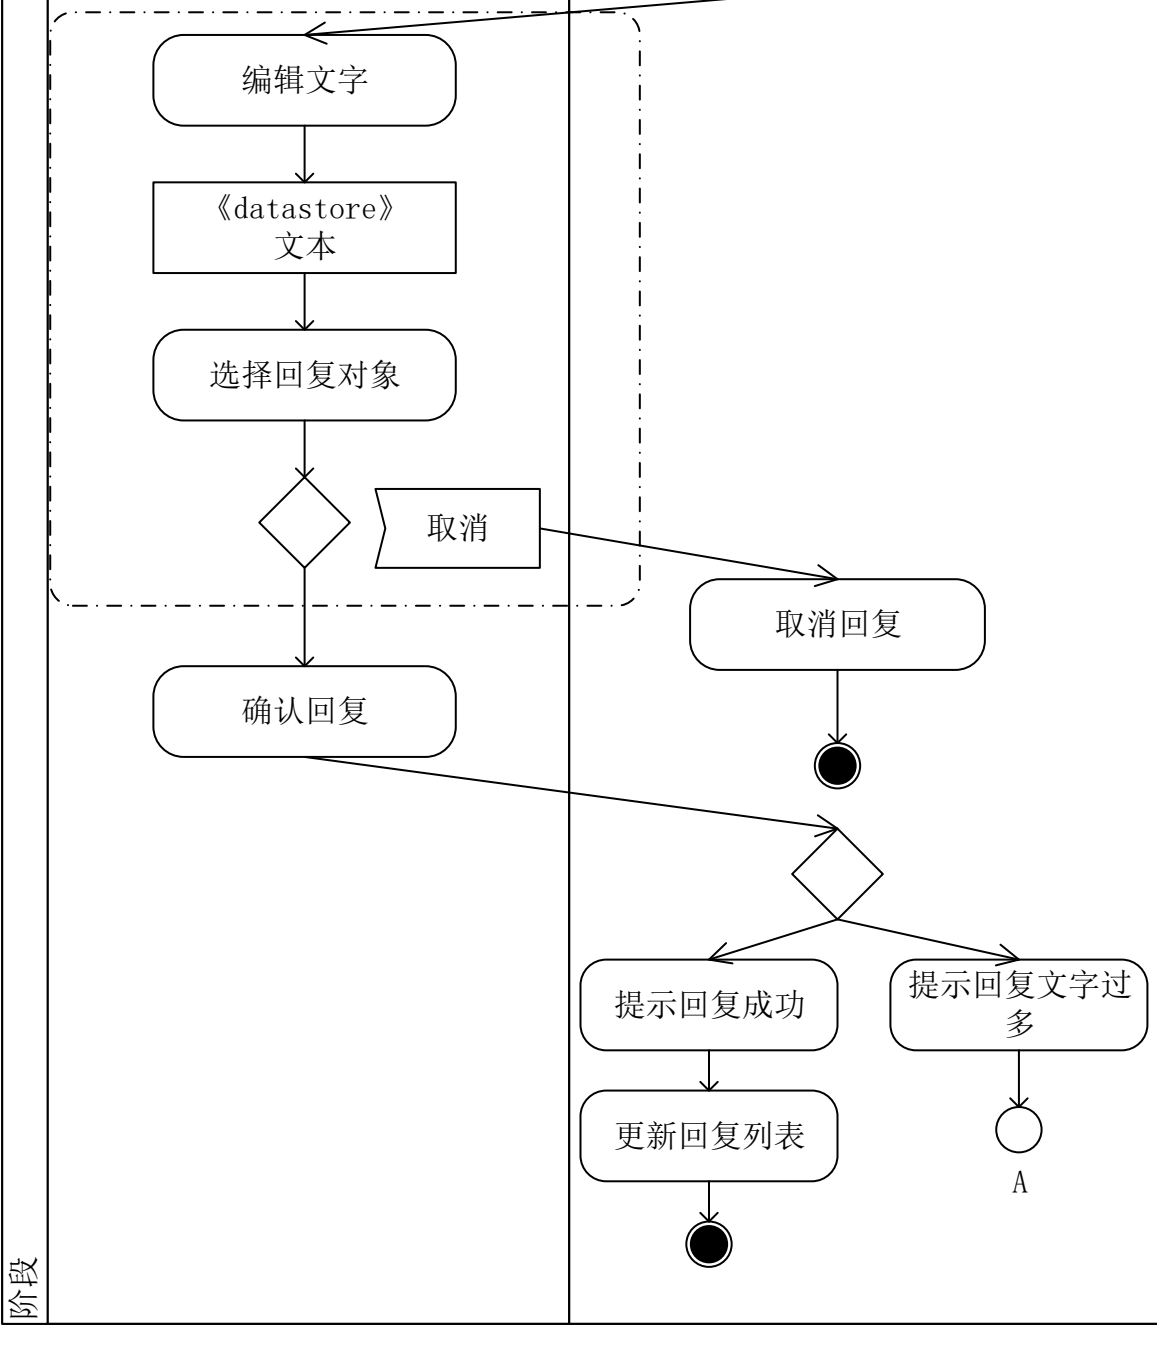 编辑文字
《datastore》
文本
选择回复对象
取消
取消回复
确认回复
提示回复成功
提示回复文字过
多
更新回复列表
A
阶段